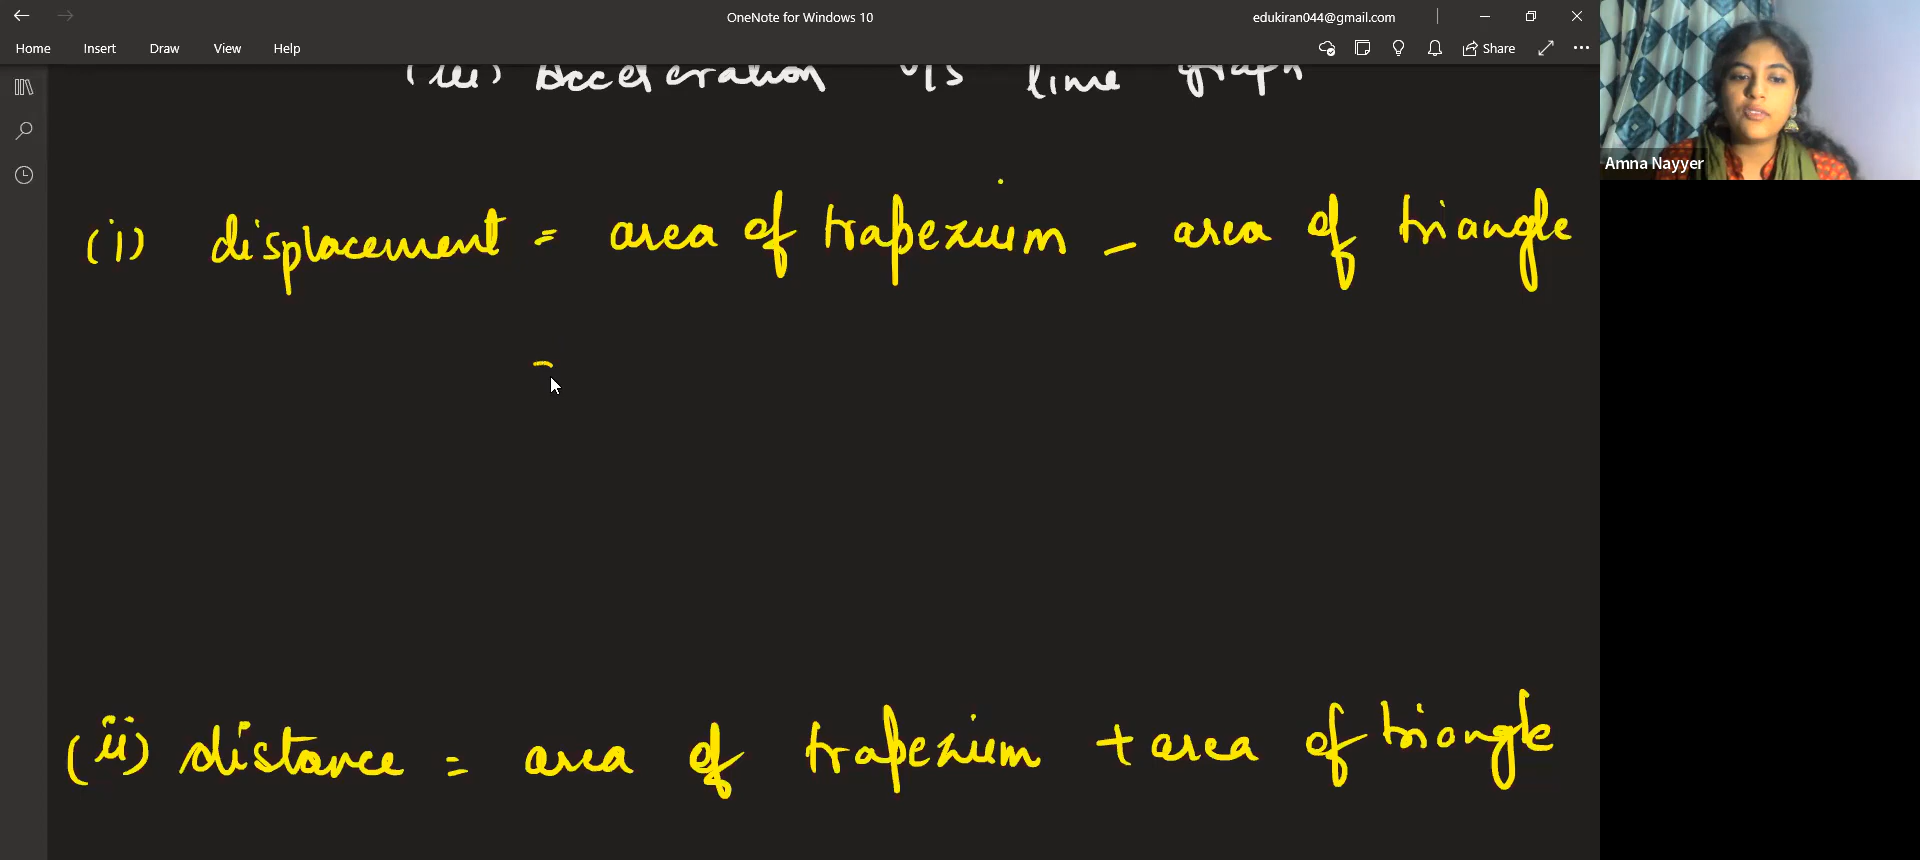 OneNote for Windows 10
edukiran044@gmail.com
Home Insert Draw View Help
Share
(iii) Acceleration v/s time graph
Amna Nayyer
(i) displacement = area of trapezium - area of triangle
(ii) distance = area of trapezium + area of triangle